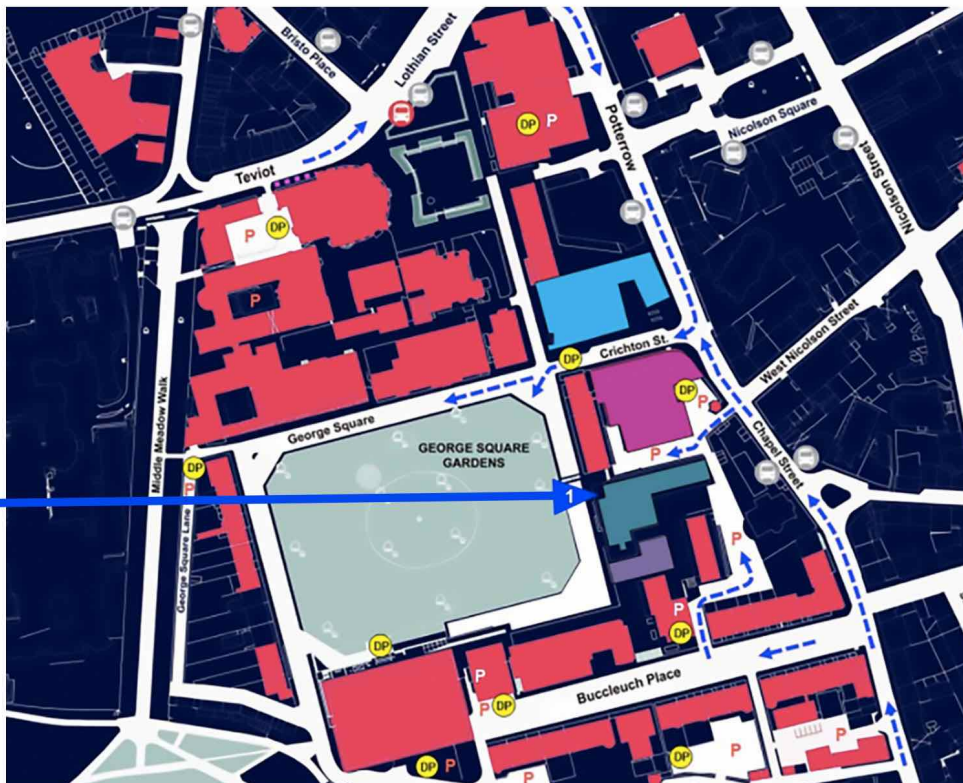 Bristo Place
Lothian Street
DP P
Potterrow
Nicolson Square
Nicolson Street
Teviot
P DP
P
West Nicolson Street
DP
Crichton St.
DP
P
George Square
GEORGE SQUARE
GARDENS
P
Chapel Street
Middle Meadow Walk
DP
P
George Square Lane
1
P
P
DP
DP
Buccleuch Place
P
P
DP
DP P
P
DP
P
P